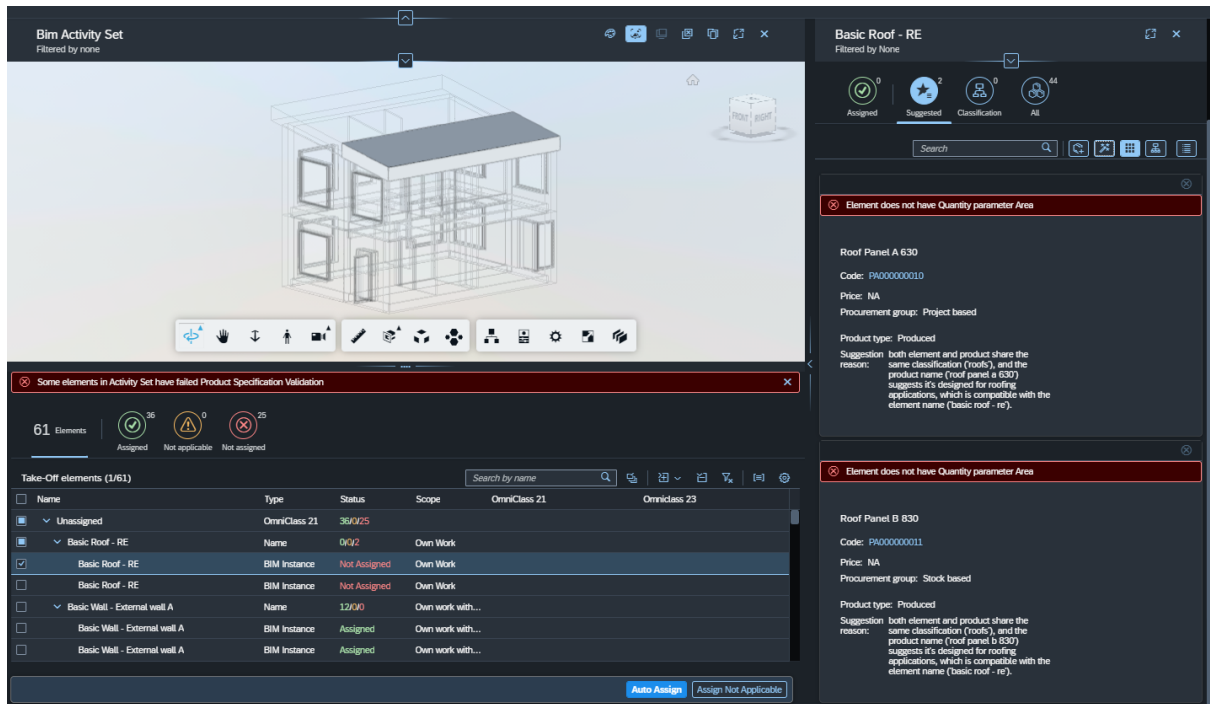 Bim Activity Set
Filtered by none
FRONT RIGHT
Some elements in Activity Set have failed Product Specification Validation
61 Elements
36
Assigned
0
Not applicable
25
Not assigned
Take-Off elements (1/61)
Search by name
Name Type Status Scope OmniClass 21 Omniclass 23
Unassigned OmniClass 21 36/0/25
Basic Roof - RE Name 0/0/2 Own Work
Basic Roof - RE BIM Instance Not Assigned Own Work
Basic Roof - RE BIM Instance Not Assigned Own Work
Basic Wall - External wall A Name 12/0/0 Own work with...
Basic Wall - External wall A BIM Instance Assigned Own work with...
Basic Wall - External wall A BIM Instance Assigned Own work with...
Auto Assign Assign Not Applicable
Basic Roof - RE
Filtered by None
0
Assigned
2
Suggested
0
Classification
44
All
Search
Element does not have Quantity parameter Area
Roof Panel A 630
Code: PA000000010
Price: NA
Procurement group: Project based
Product type: Produced
Suggestion both element and product share the
reason: same classification ('roofs'), and the
product name ('roof panel a 630')
suggests it's designed for roofing
applications, which is compatible with the
element name ('basic roof - re').
Element does not have Quantity parameter Area
Roof Panel B 830
Code: PA000000011
Price: NA
Procurement group: Stock based
Product type: Produced
Suggestion both element and product share the
reason: same classification ('roofs'), and the
product name ('roof panel b 830')
suggests it's designed for roofing
applications, which is compatible with the
element name ('basic roof - re').